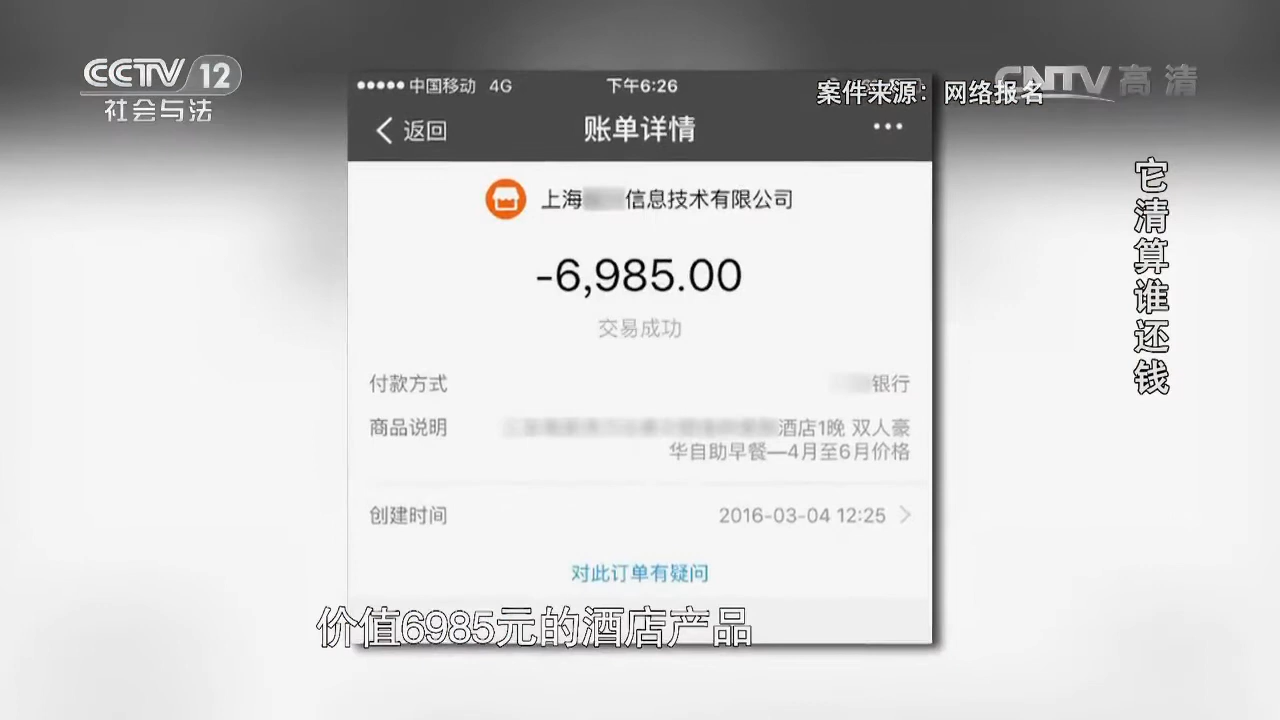 CCTV 12
社会与法
CNTV 高清
案件来源：网络报名
中国移动 4G 下午6:26
返回 账单详情
上海 信息技术有限公司
-6,985.00
交易成功
付款方式 银行
商品说明 酒店1晚 双人豪
华自助早餐—4月至6月价格
创建时间 2016-03-04 12:25
对此订单有疑问
价值6985元的酒店产品
它清算谁还钱